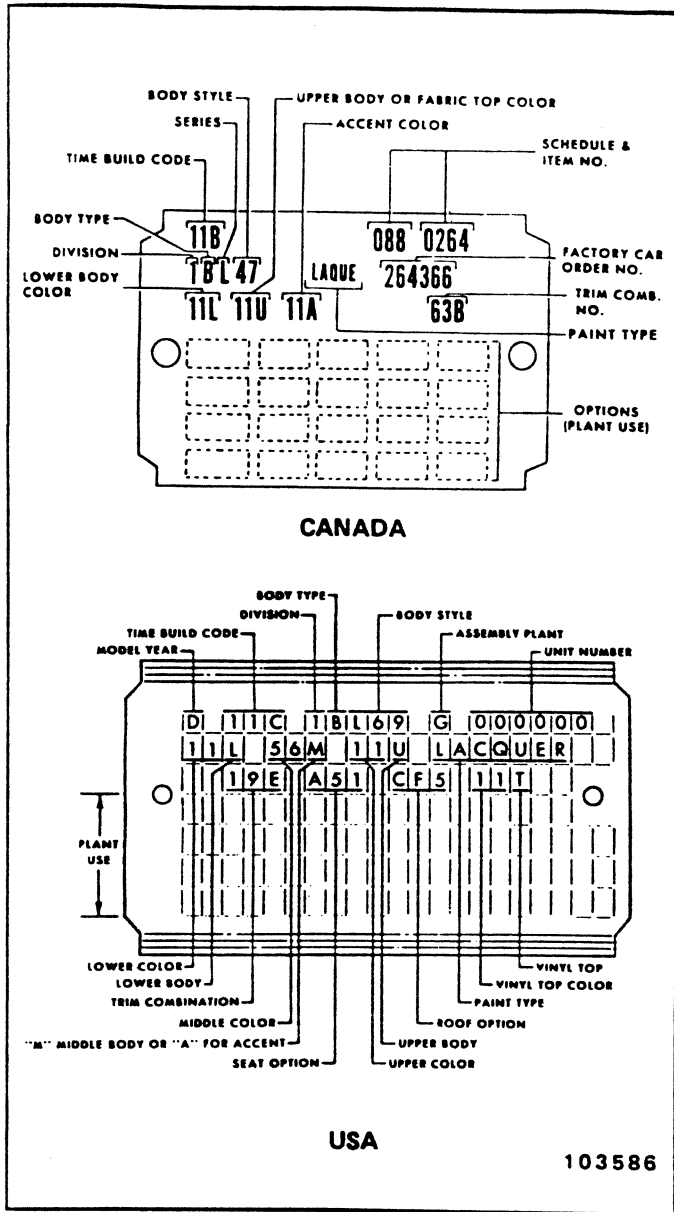 BODY STYLE
UPPER BODY OR FABRIC TOP COLOR
SERIES
ACCENT COLOR
SCHEDULE & ITEM NO.
TIME BUILD CODE
BODY TYPE
11B
088 0264
DIVISION
1 B L 47
LAQUE
264366
FACTORY CAR ORDER NO.
LOWER BODY COLOR
11L 11U 11A
63B
TRIM COMB. NO.
PAINT TYPE
OPTIONS (PLANT USE)
CANADA
BODY TYPE
DIVISION
BODY STYLE
TIME BUILD CODE
ASSEMBLY PLANT
MODEL YEAR
UNIT NUMBER
D 11C 1BL69 G 000000
11L 56M 11U LACQUER
19E A51 CF5 11T
PLANT USE
LOWER COLOR
VINYL TOP
LOWER BODY
VINYL TOP COLOR
TRIM COMBINATION
PAINT TYPE
MIDDLE COLOR
ROOF OPTION
"M" MIDDLE BODY OR "A" FOR ACCENT
UPPER BODY
SEAT OPTION
UPPER COLOR
USA
103586